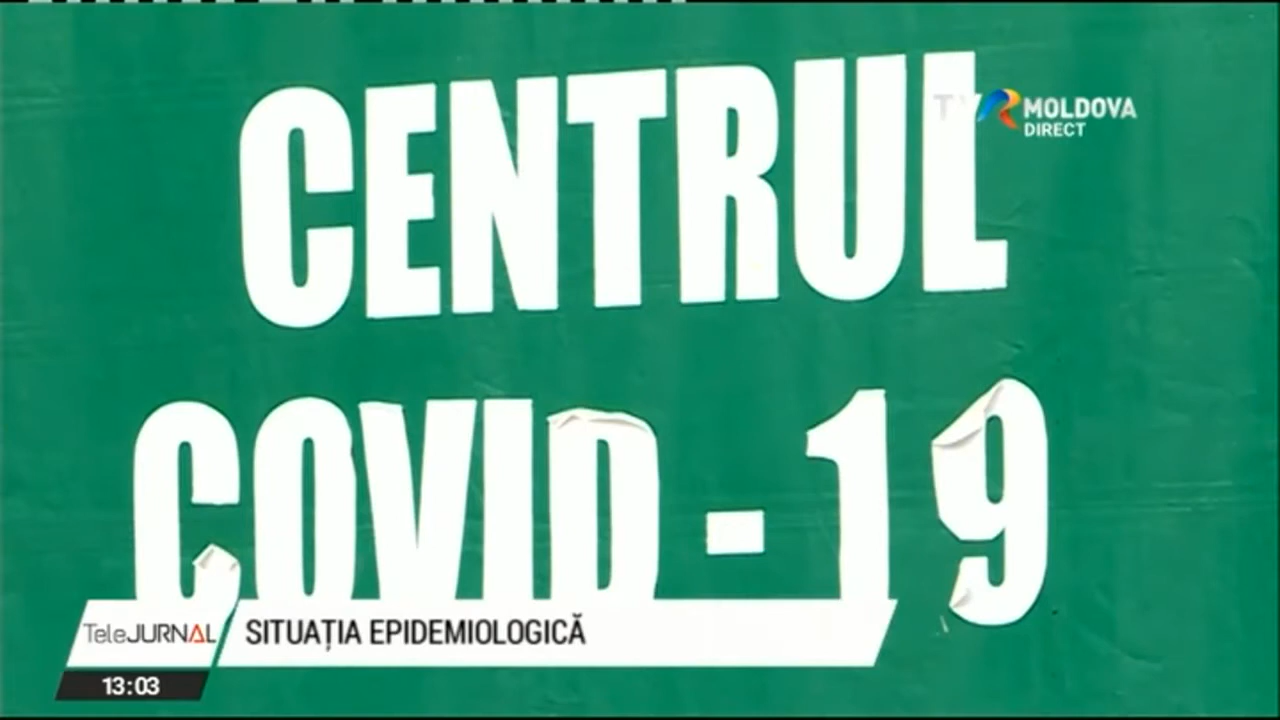 CENTRUL
TVR MOLDOVA
DIRECT
COVID - 19
TeleJURNAL
SITUAȚIA EPIDEMIOLOGICĂ
13:03